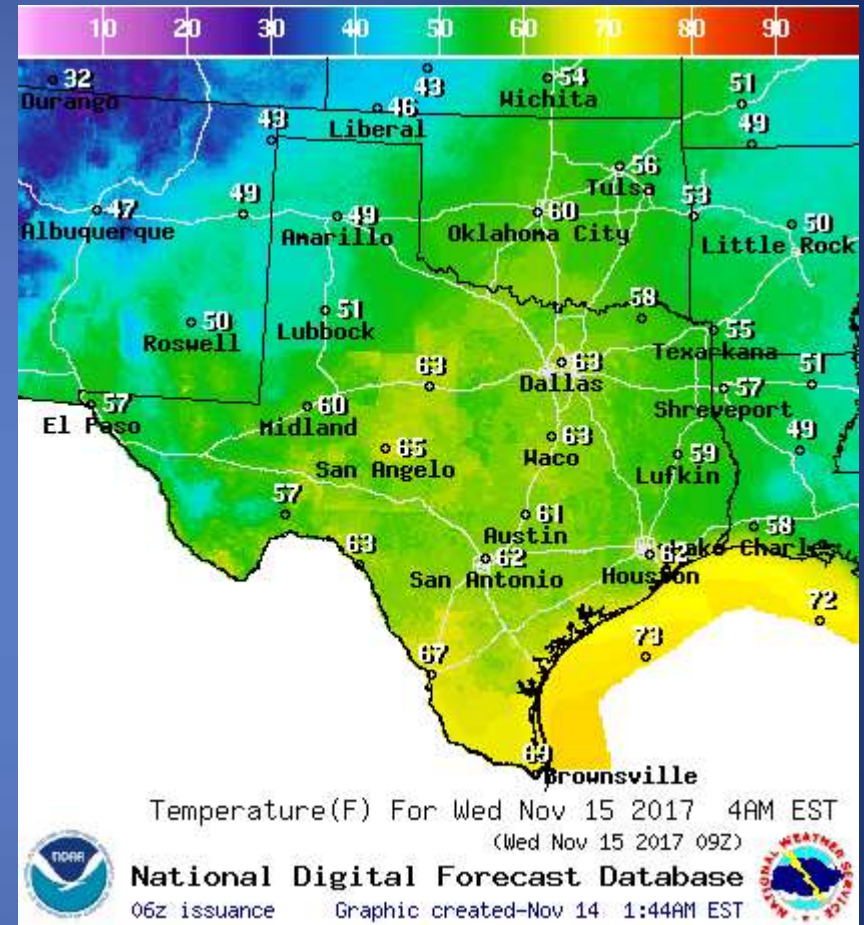 10 20 30 40 50 60 70 80 90
32
Durango
43
54
Wichita
51
46
Liberal
43
49
56
Tulsa
47
Albuquerque
49
49
Amarillo
60
Oklahoma City
53
50
Little Rock
50
Roswell
51
Lubbock
58
55
Texarkana
63
63
Dallas
51
57
Shreveport
57
El Paso
60
Midland
65
San Angelo
63
Waco
59
Lufkin
49
57
61
Austin
58
63
62
San Antonio
62
Houston
Lake
72
73
67
69
Brownsville
Temperature(F) For Wed Nov 15 2017 4AM EST
(Wed Nov 15 2017 09Z)
NOAA
National Digital Forecast Database
06z issuance Graphic created-Nov 14 1:44AM EST
NATIONAL WEATHER SERVICE